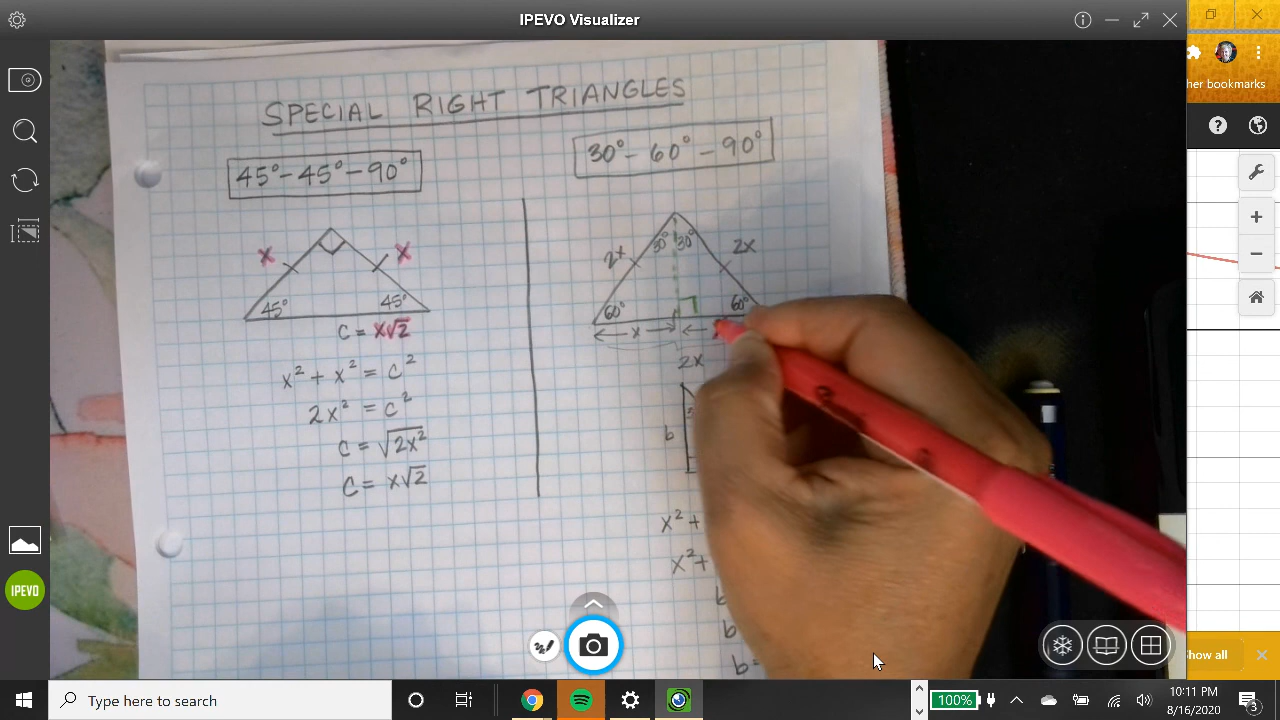 IPEVO Visualizer
her bookmarks
SPECIAL RIGHT TRIANGLES
45°-45°-90°
x
x
45°
45°
c = x√2
x² + x² = c²
2x² = c²
c = √2x²
c = x√2
30°-60°-90°
30° 30°
2x
2x
60°
60°
x
2x
b
x² +
x² +
b
b
b =
IPEVO
Show all
Type here to search
100%
10:11 PM
8/16/2020
3